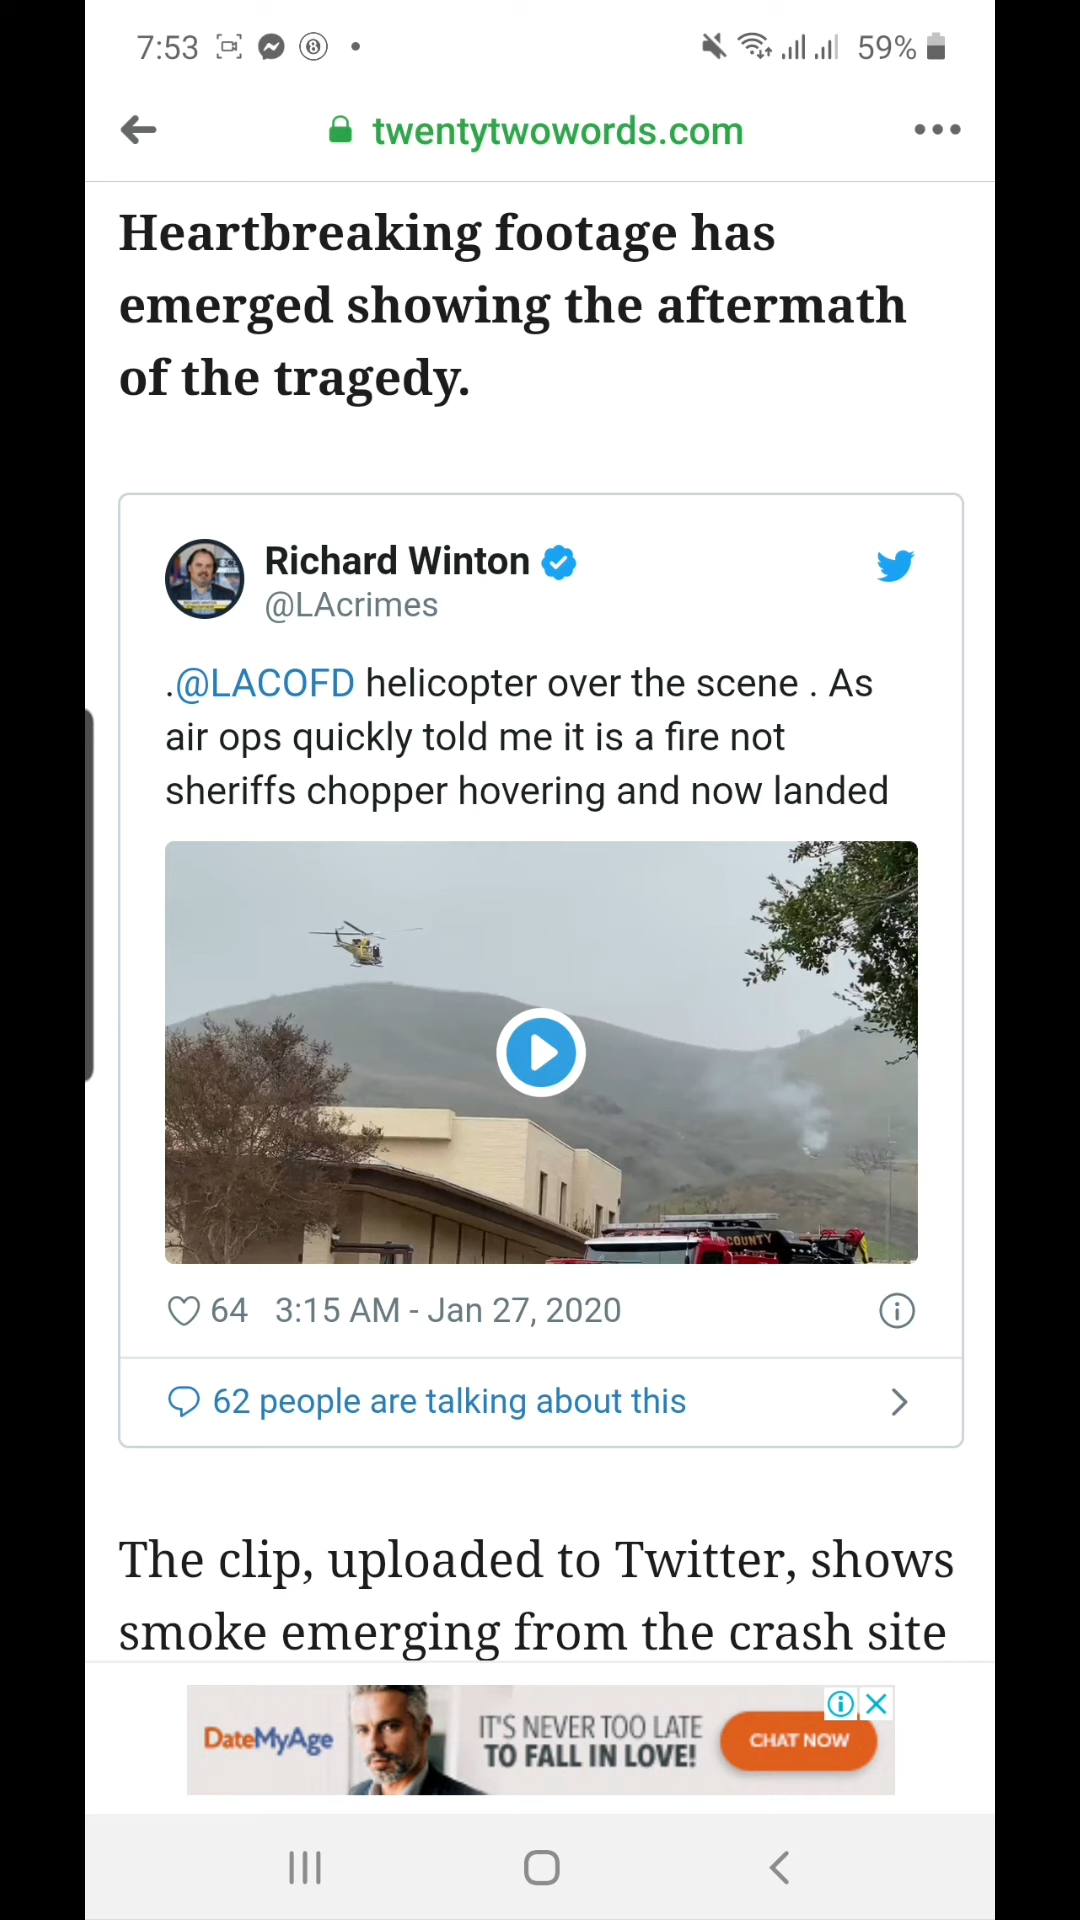 7:53
59%
twentytwowords.com
Heartbreaking footage has
emerged showing the aftermath
of the tragedy.
Richard Winton
@LAcrimes
.@LACOFD helicopter over the scene . As
air ops quickly told me it is a fire not
sheriffs chopper hovering and now landed
COUNTY
64 3:15 AM - Jan 27, 2020
62 people are talking about this
The clip, uploaded to Twitter, shows
smoke emerging from the crash site
DateMyAge
IT'S NEVER TOO LATE
TO FALL IN LOVE!
CHAT NOW